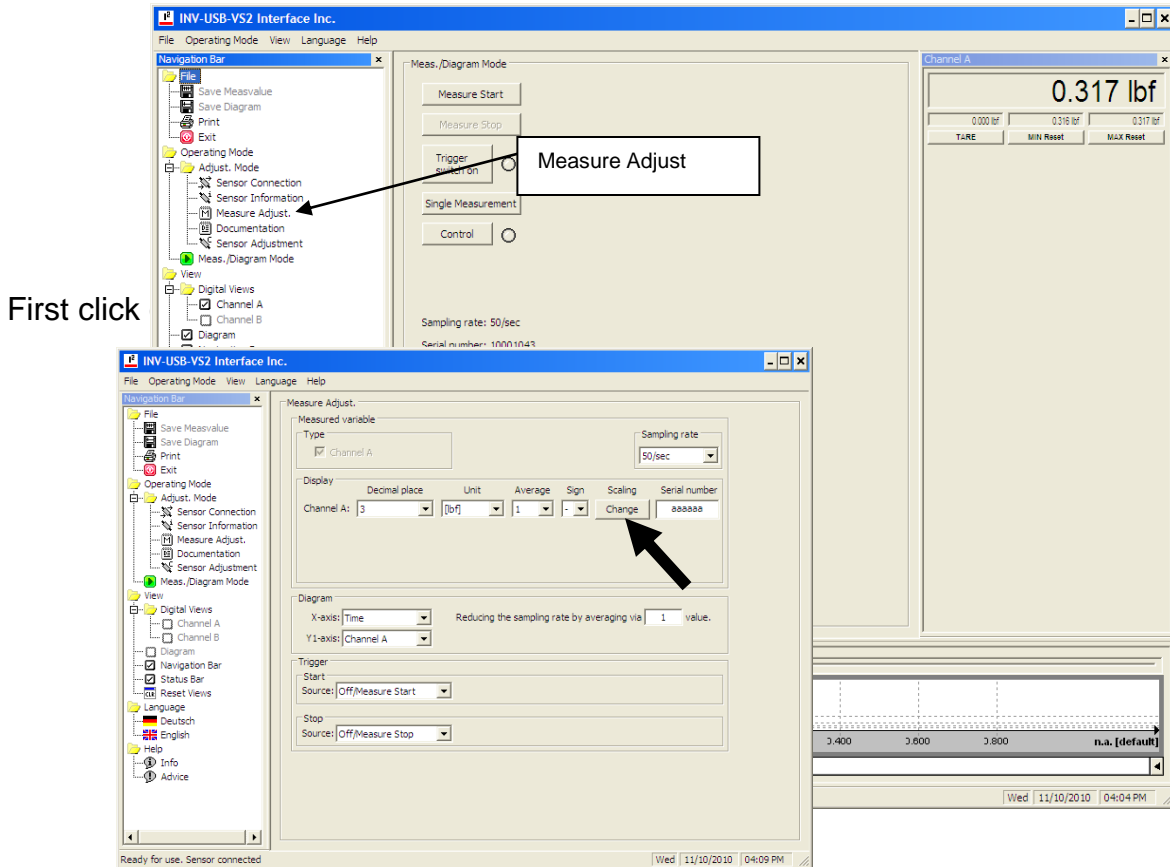 INV-USB-VS2 Interface Inc.
File Operating Mode View Language Help
Navigation Bar
File
Save Measvalue
Save Diagram
Print
Exit
Operating Mode
Adjust. Mode
Sensor Connection
Sensor Information
Measure Adjust.
Documentation
Sensor Adjustment
Meas./Diagram Mode
View
Digital Views
Channel A
Channel B
Diagram
Meas./Diagram Mode
Measure Start
Measure Stop
Trigger
switch on
Single Measurement
Control
Sampling rate: 50/sec
Serial number: 10001043
Measure Adjust
Channel A
0.317 lbf
0.000 lbf 0.316 lbf 0.317 lbf
TARE MIN Reset MAX Reset
First click
INV-USB-VS2 Interface Inc.
File Operating Mode View Language Help
Navigation Bar
File
Save Measvalue
Save Diagram
Print
Exit
Operating Mode
Adjust. Mode
Sensor Connection
Sensor Information
Measure Adjust.
Documentation
Sensor Adjustment
Meas./Diagram Mode
View
Digital Views
Channel A
Channel B
Diagram
Navigation Bar
Status Bar
CLR Reset Views
Language
Deutsch
English
Help
Info
Advice
Measure Adjust.
Measured variable
Type
Channel A
Sampling rate
50/sec
Display
Decimal place Unit Average Sign Scaling Serial number
Channel A: 3 [lbf] 1 - Change aaaaaa
Diagram
X-axis: Time Reducing the sampling rate by averaging via 1 value.
Y1-axis: Channel A
Trigger
Start
Source: Off/Measure Start
Stop
Source: Off/Measure Stop
Ready for use. Sensor connected
Wed 11/10/2010 04:09 PM
3.400 3.600 3.800 n.a. [default]
Wed 11/10/2010 04:04 PM